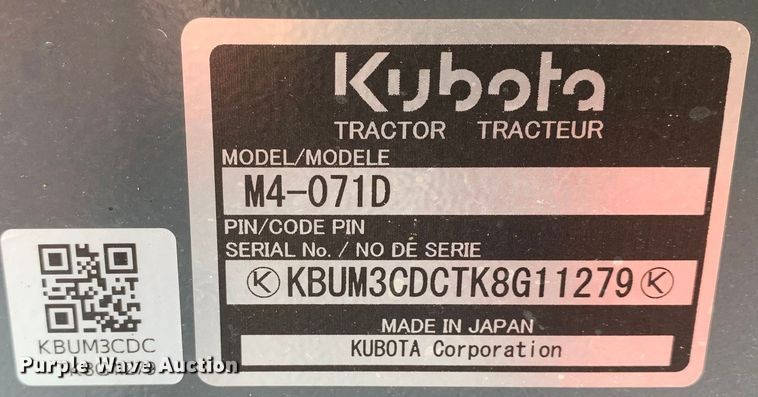 Kubota
TRACTOR TRACTEUR
MODEL/MODELE
M4-071D
PIN/CODE PIN
SERIAL No. / NO DE SERIE
KBUM3CDCTK8G11279
MADE IN JAPAN
KUBOTA Corporation
KBUM3CDC
Purple Wave Auction